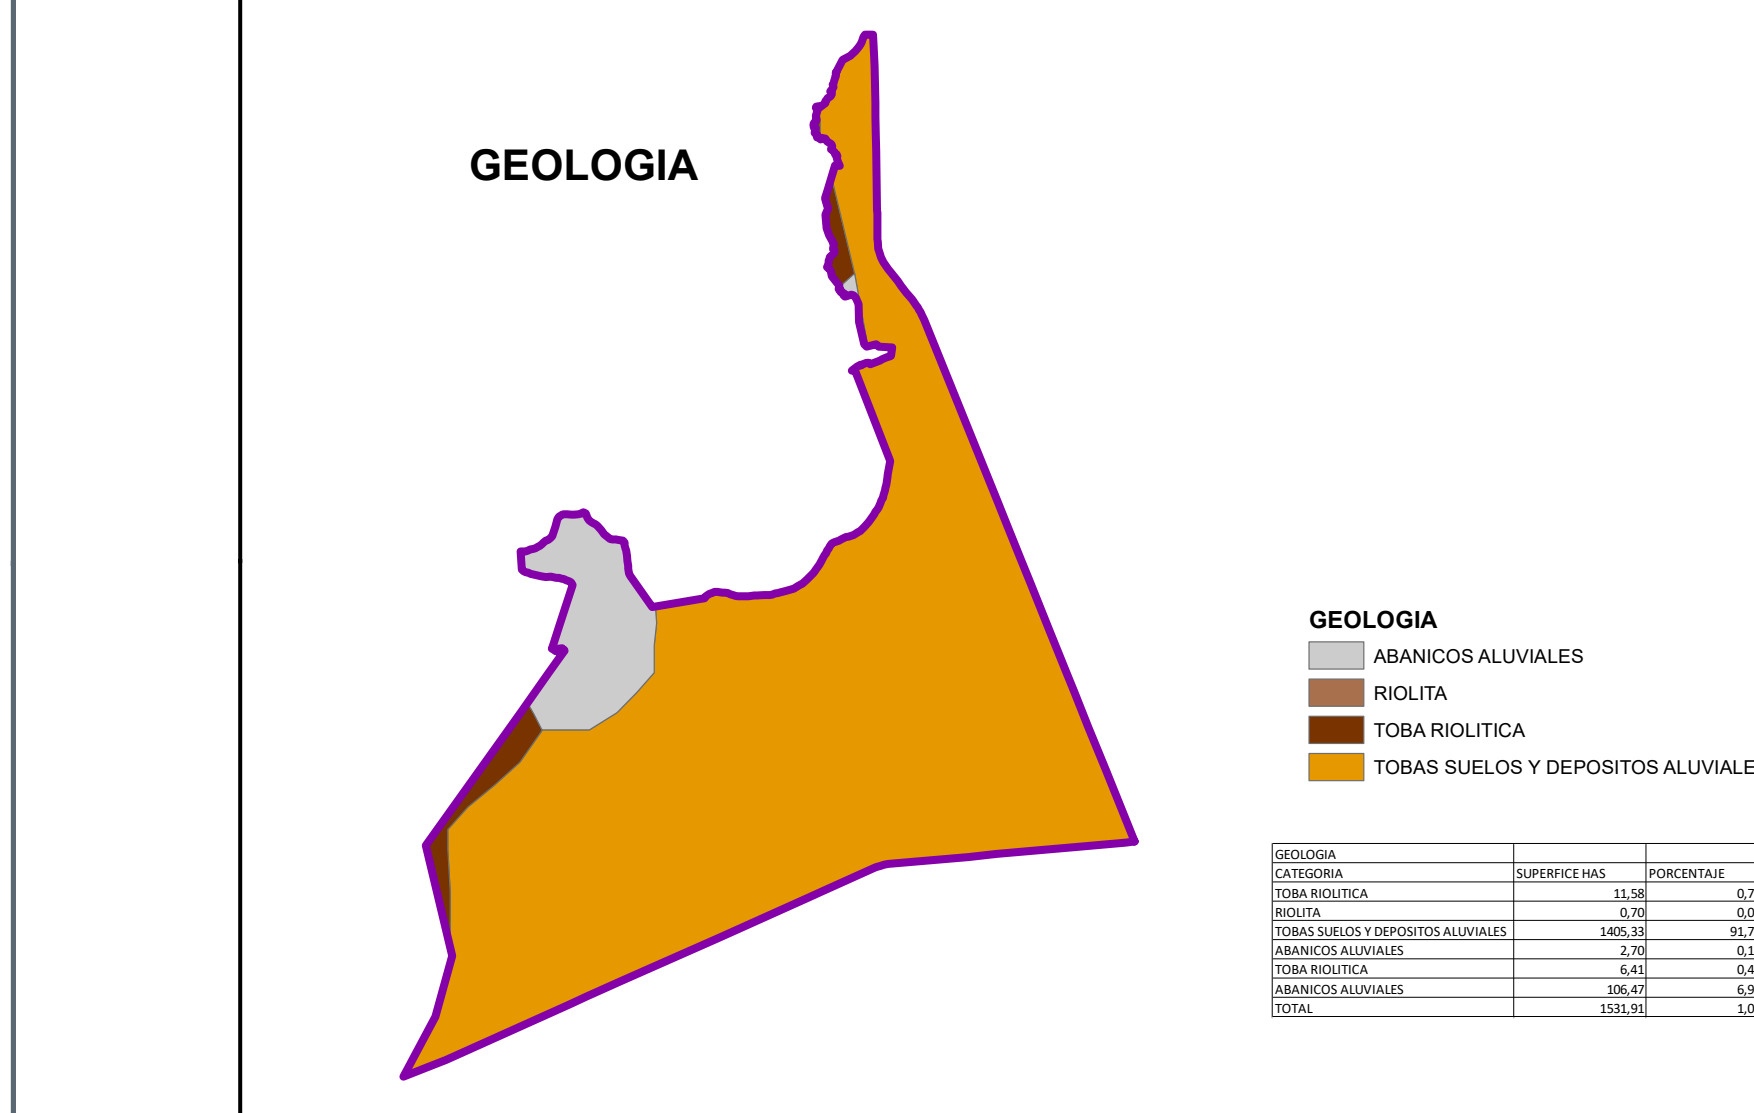 GEOLOGIA
GEOLOGIA
ABANICOS ALUVIALES
RIOLITA
TOBA RIOLITICA
TOBAS SUELOS Y DEPOSITOS ALUVIALE
GEOLOGIA
CATEGORIA SUPERFICE HAS PORCENTAJE
TOBA RIOLITICA 11,58 0,7
RIOLITA 0,70 0,0
TOBAS SUELOS Y DEPOSITOS ALUVIALES 1405,33 91,7
ABANICOS ALUVIALES 2,70 0,1
TOBA RIOLITICA 6,41 0,4
ABANICOS ALUVIALES 106,47 6,9
TOTAL 1531,91 1,0